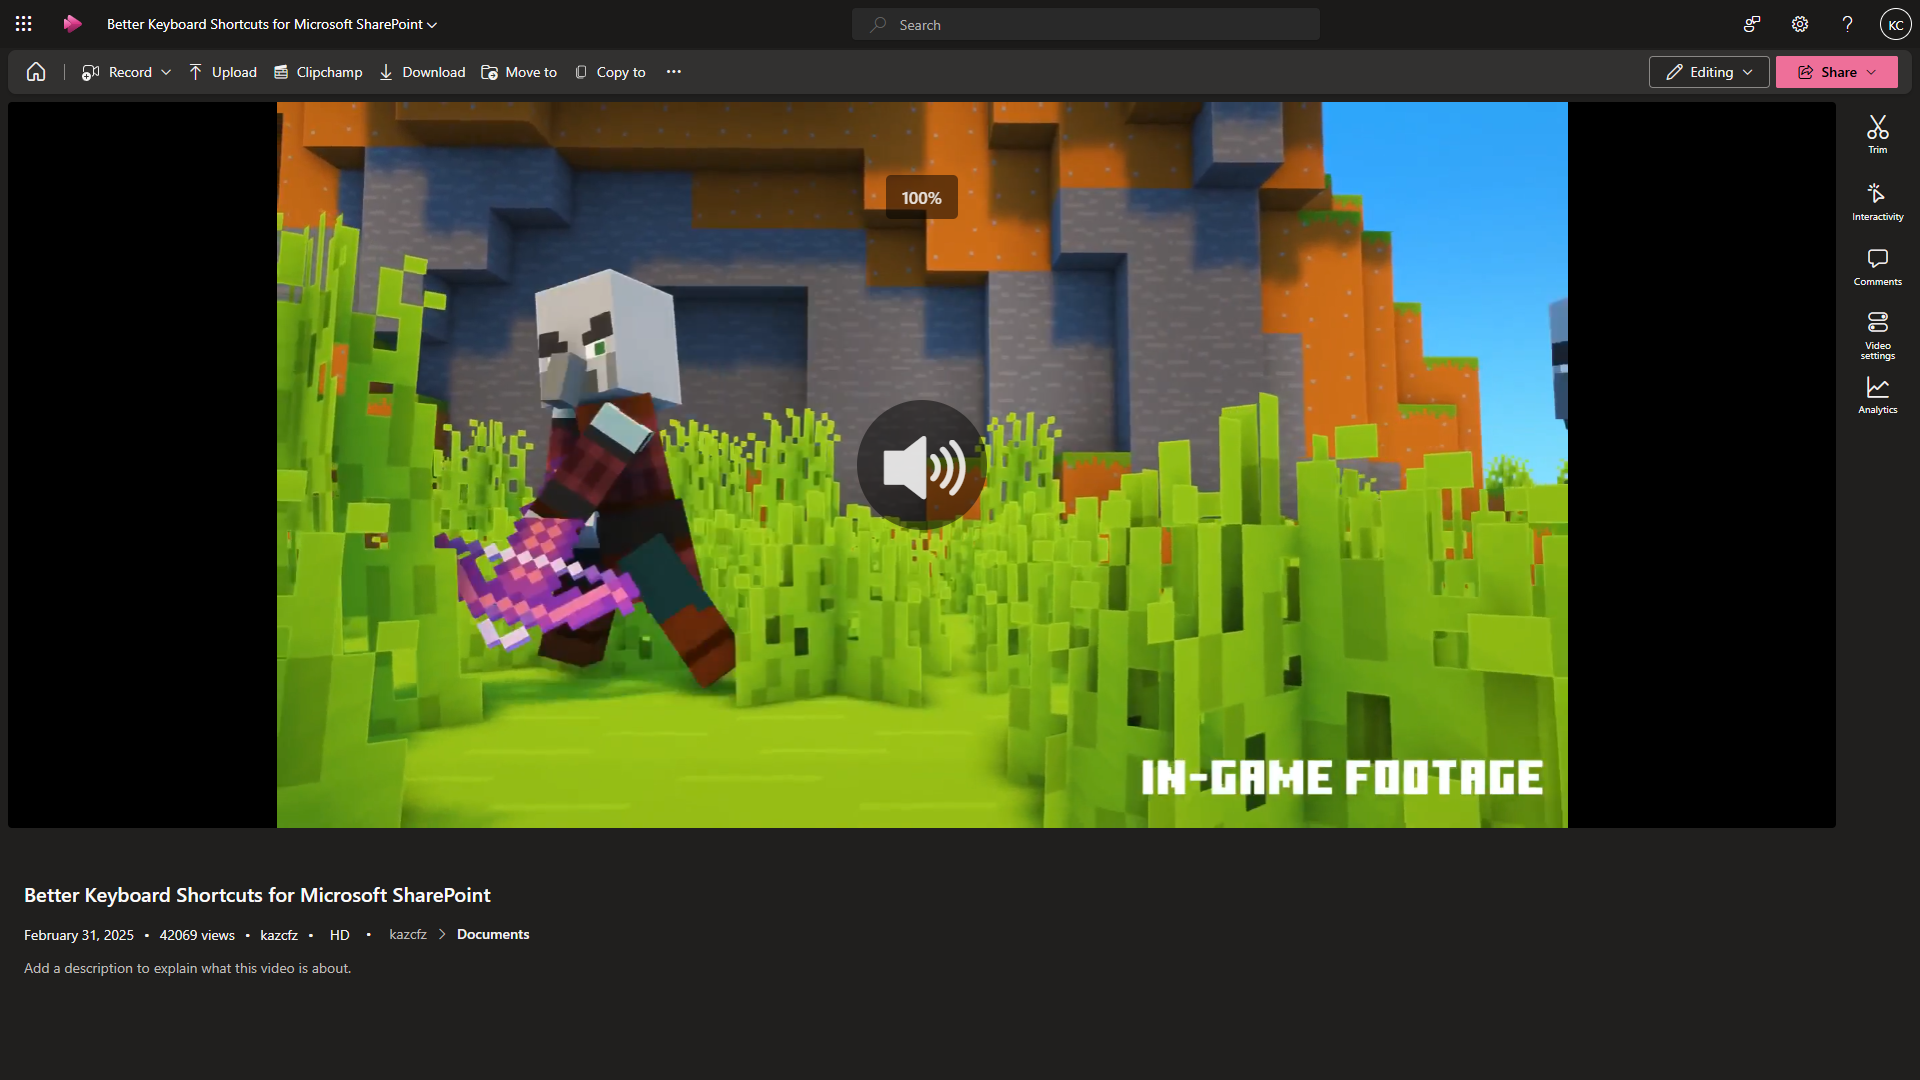 Better Keyboard Shortcuts for Microsoft SharePoint
Search
KC
Record
Upload
Clipchamp
Download
Move to
Copy to
Editing
Share
100%
Trim
Interactivity
Comments
Video
settings
Analytics
IN-GAME FOOTAGE
Better Keyboard Shortcuts for Microsoft SharePoint
February 31, 2025 • 42069 views • kazcfz • HD • kazcfz > Documents
Add a description to explain what this video is about.